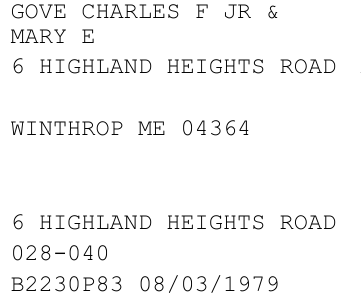 GOVE CHARLES F JR &
MARY E
6 HIGHLAND HEIGHTS ROAD
WINTHROP ME 04364
6 HIGHLAND HEIGHTS ROAD
028-040
B2230P83 08/03/1979